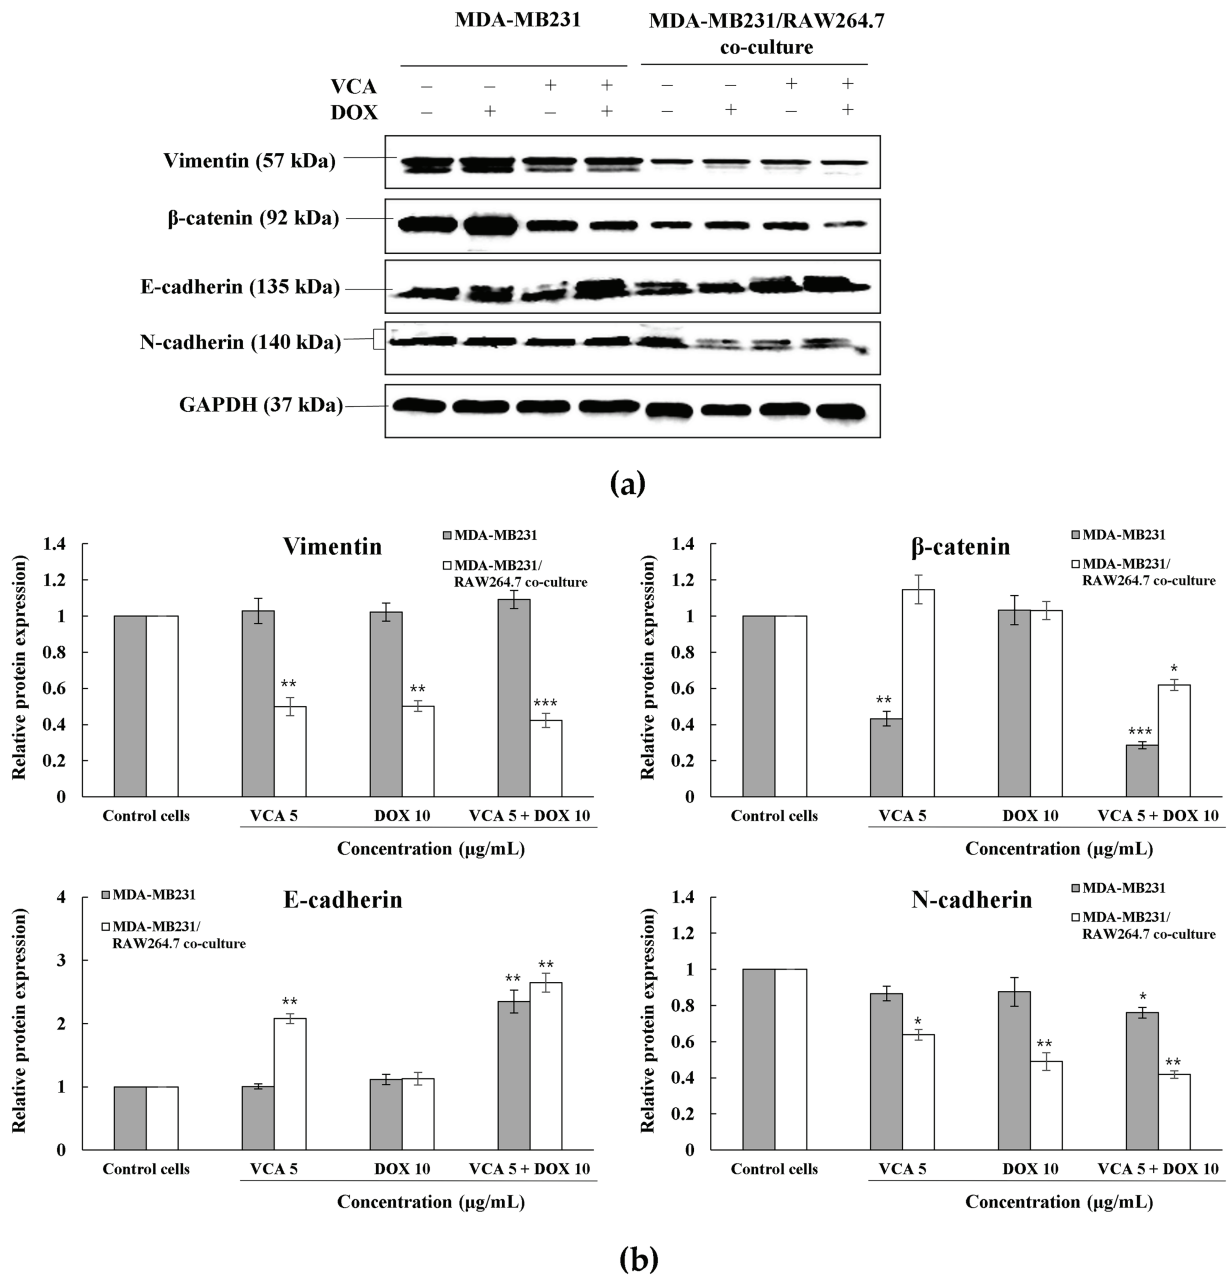 MDA-MB231
MDA-MB231/RAW264.7
co-culture
VCA – – + + – – + +
DOX – + – + – + – +
Vimentin (57 kDa)
β-catenin (92 kDa)
E-cadherin (135 kDa)
N-cadherin (140 kDa)
GAPDH (37 kDa)
(a)
Vimentin
MDA-MB231
MDA-MB231/
RAW264.7 co-culture
Relative protein expression)
1.4
1.2
1
0.8
0.6
0.4
0.2
0
** ** ***
Control cells VCA 5 DOX 10 VCA 5 + DOX 10
Concentration (μg/mL)
β-catenin
MDA-MB231
MDA-MB231/
RAW264.7 co-culture
Relative protein expression)
1.4
1.2
1
0.8
0.6
0.4
0.2
0
** *** *
Control cells VCA 5 DOX 10 VCA 5 + DOX 10
Concentration (μg/mL)
E-cadherin
MDA-MB231
MDA-MB231/
RAW264.7 co-culture
Relative protein expression)
4
3
2
1
0
** ** **
Control cells VCA 5 DOX 10 VCA 5 + DOX 10
Concentration (μg/mL)
N-cadherin
MDA-MB231
MDA-MB231/
RAW264.7 co-culture
Relative protein expression)
1.4
1.2
1
0.8
0.6
0.4
0.2
0
* ** * **
Control cells VCA 5 DOX 10 VCA 5 + DOX 10
Concentration (μg/mL)
(b)